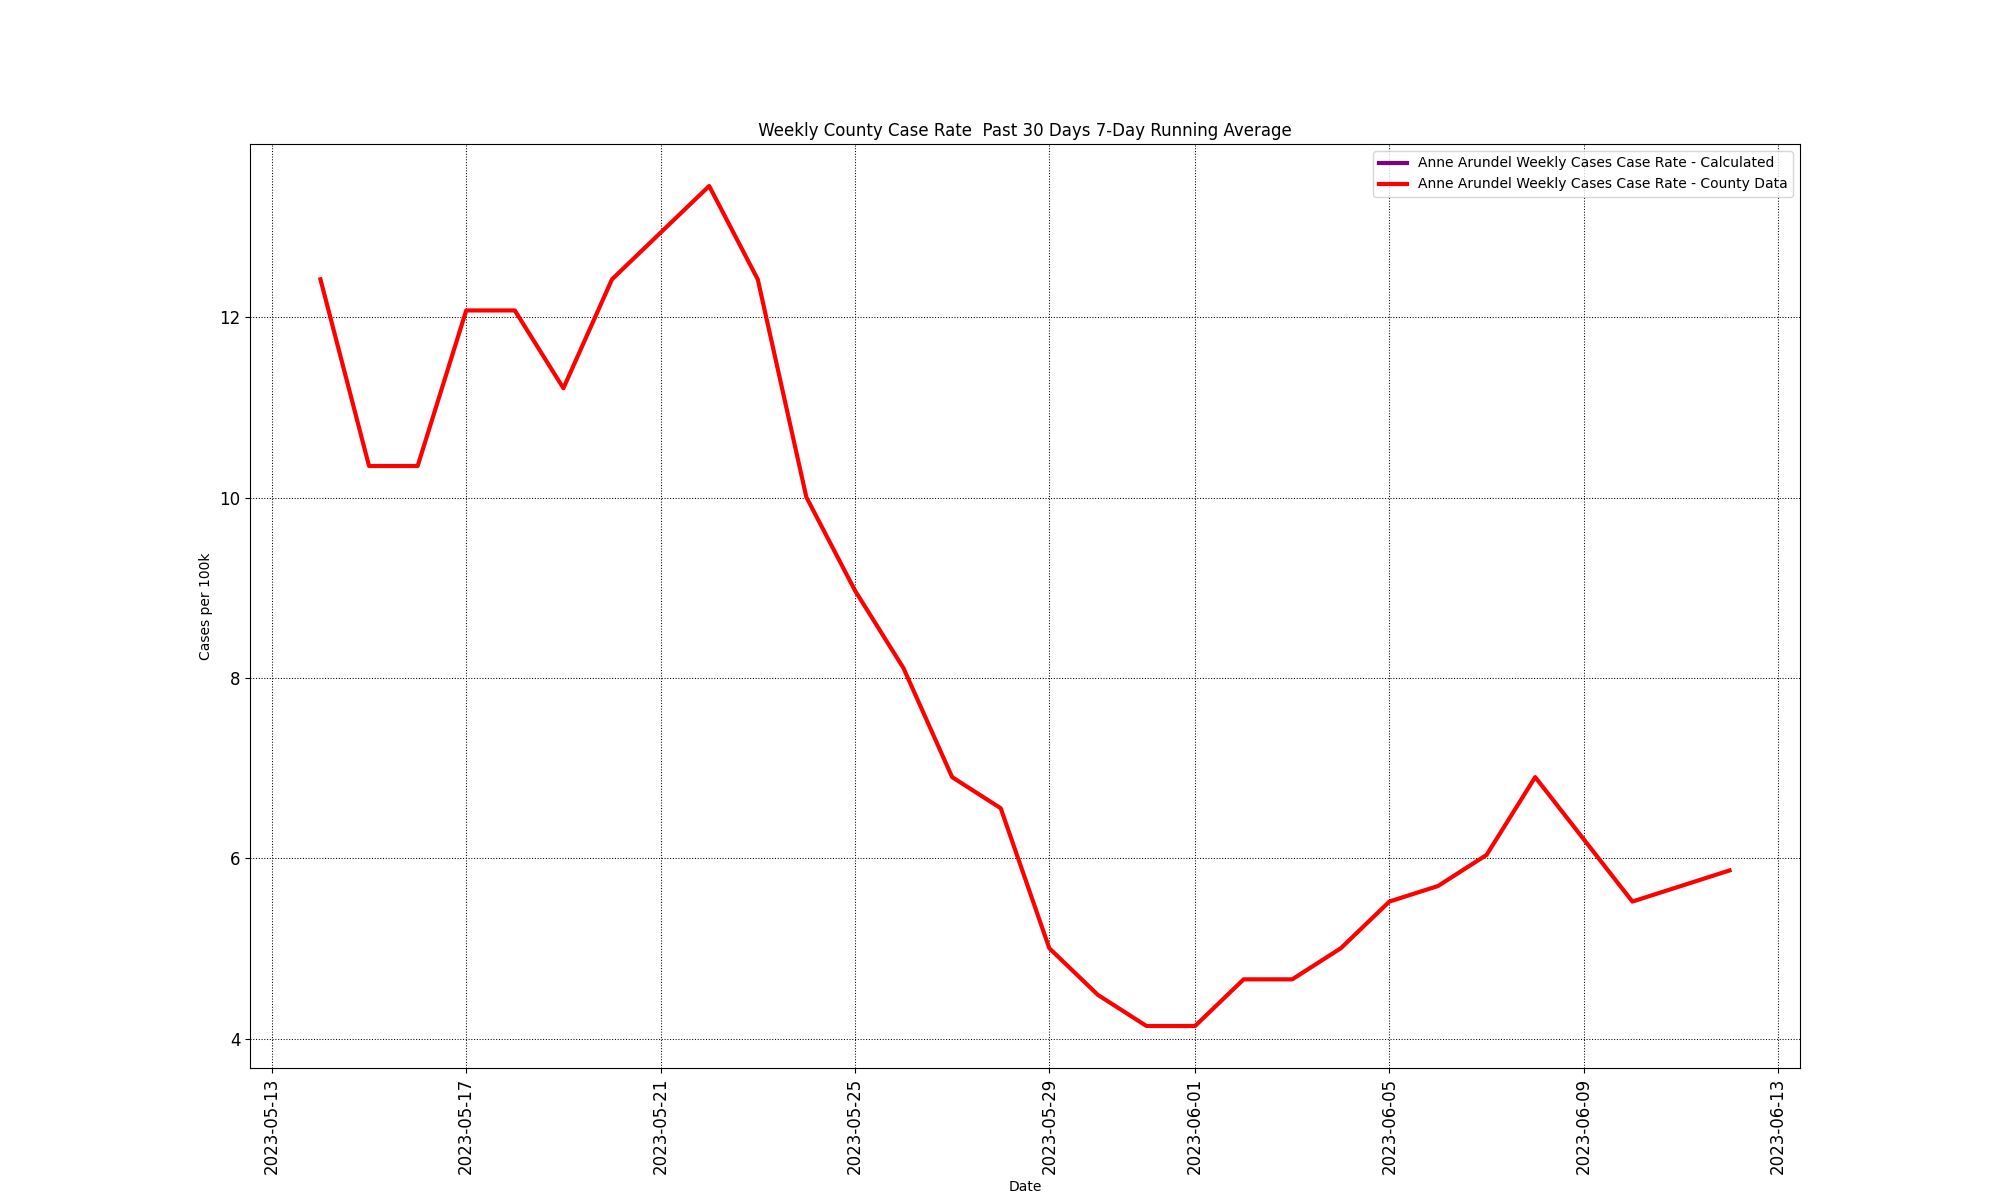 Weekly County Case Rate  Past 30 Days 7-Day Running Average
Anne Arundel Weekly Cases Case Rate - Calculated
Anne Arundel Weekly Cases Case Rate - County Data
Cases per 100k
12
10
8
6
4
2023-05-13
2023-05-17
2023-05-21
2023-05-25
2023-05-29
2023-06-01
2023-06-05
2023-06-09
2023-06-13
Date